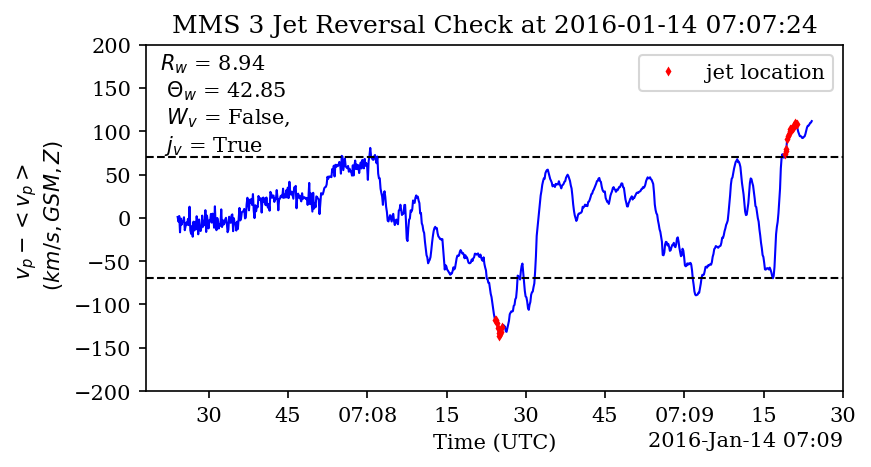 MMS 3 Jet Reversal Check at 2016-01-14 07:07:24
R_w = 8.94
Θ_w = 42.85
W_v = False,
j_v = True
jet location
v_p − < v_p >
(km/s, GSM, Z)
200
150
100
50
0
−50
−100
−150
−200
30 45 07:08 15 30 45 07:09 15 30
Time (UTC)
2016-Jan-14 07:09